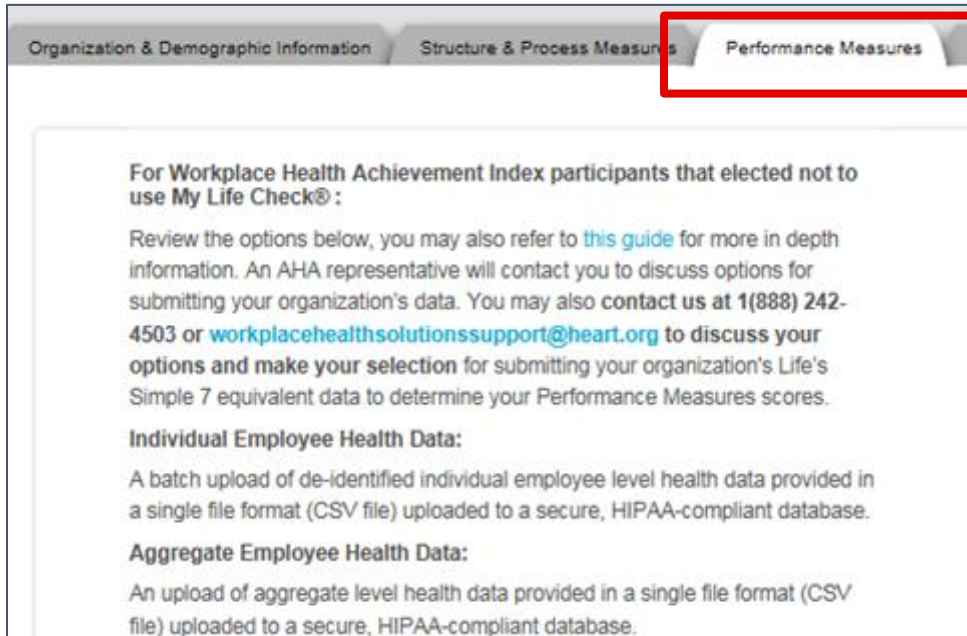 Organization & Demographic Information Structure & Process Measures Performance Measures
For Workplace Health Achievement Index participants that elected not to
use My Life Check® :
Review the options below, you may also refer to this guide for more in depth
information. An AHA representative will contact you to discuss options for
submitting your organization's data. You may also contact us at 1(888) 242-
4503 or workplacehealthsolutionssupport@heart.org to discuss your
options and make your selection for submitting your organization's Life's
Simple 7 equivalent data to determine your Performance Measures scores.
Individual Employee Health Data:
A batch upload of de-identified individual employee level health data provided in
a single file format (CSV file) uploaded to a secure, HIPAA-compliant database.
Aggregate Employee Health Data:
An upload of aggregate level health data provided in a single file format (CSV
file) uploaded to a secure, HIPAA-compliant database.